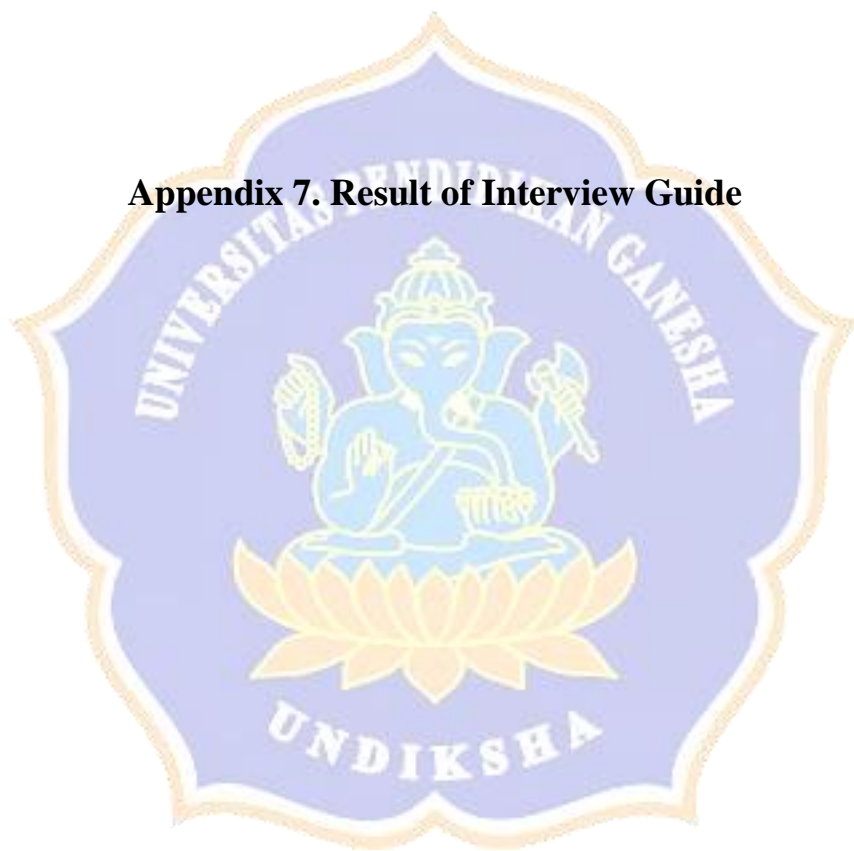 Appendix 7. Result of Interview Guide
UNIVERSITAS PENDIDIKAN GANESHA
UNDIKSHA